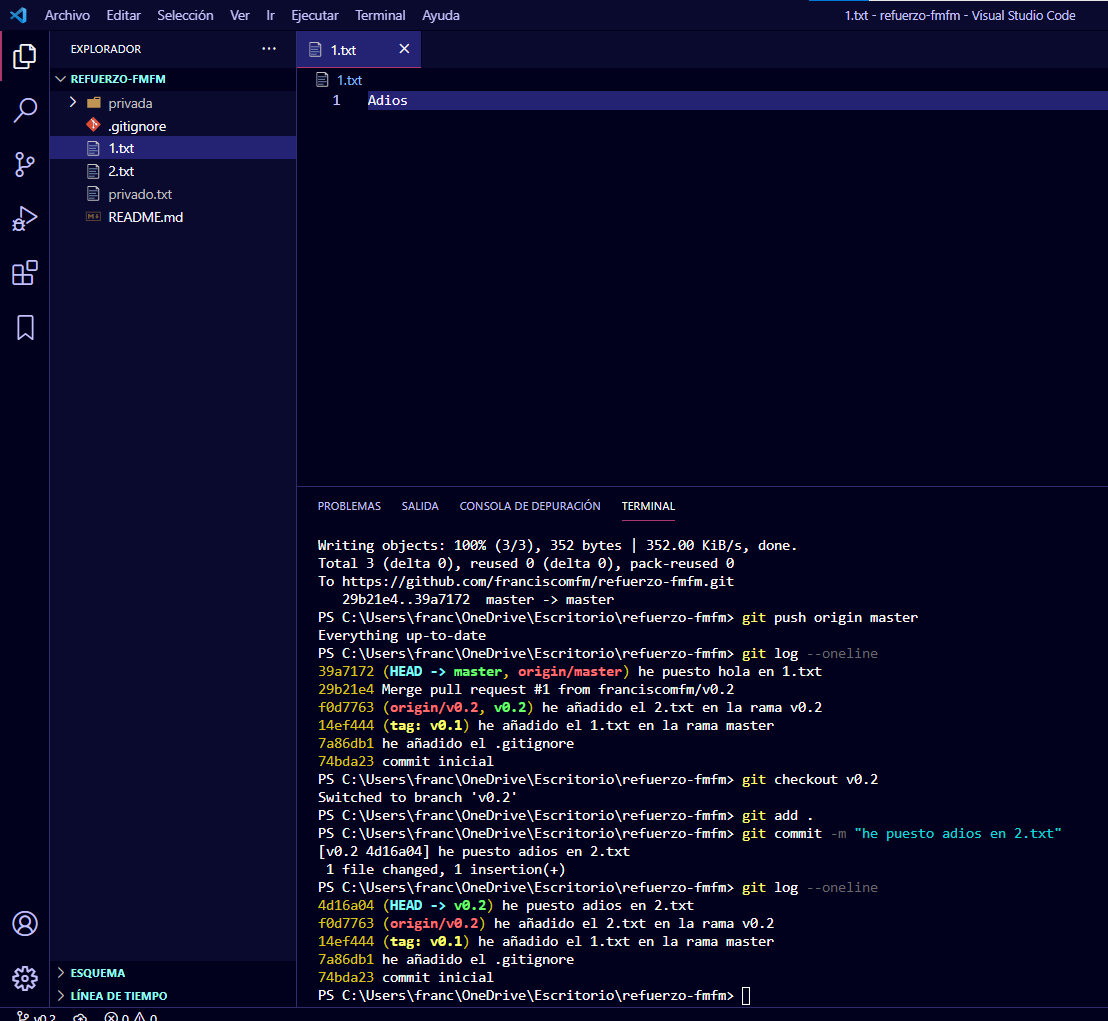 Archivo Editar Selección Ver Ir Ejecutar Terminal Ayuda
1.txt - refuerzo-fmfm - Visual Studio Code
EXPLORADOR
REFUERZO-FMFM
privada
.gitignore
1.txt
2.txt
privado.txt
README.md
1.txt
1.txt
1 Adios
PROBLEMAS SALIDA CONSOLA DE DEPURACIÓN TERMINAL
Writing objects: 100% (3/3), 352 bytes | 352.00 KiB/s, done.
Total 3 (delta 0), reused 0 (delta 0), pack-reused 0
To https://github.com/franciscomfm/refuerzo-fmfm.git
29b21e4..39a7172 master -> master
PS C:\Users\franc\OneDrive\Escritorio\refuerzo-fmfm> git push origin master
Everything up-to-date
PS C:\Users\franc\OneDrive\Escritorio\refuerzo-fmfm> git log --oneline
39a7172 (HEAD -> master, origin/master) he puesto hola en 1.txt
29b21e4 Merge pull request #1 from franciscomfm/v0.2
f0d7763 (origin/v0.2, v0.2) he añadido el 2.txt en la rama v0.2
14ef444 (tag: v0.1) he añadido el 1.txt en la rama master
7a86db1 he añadido el .gitignore
74bda23 commit inicial
PS C:\Users\franc\OneDrive\Escritorio\refuerzo-fmfm> git checkout v0.2
Switched to branch 'v0.2'
PS C:\Users\franc\OneDrive\Escritorio\refuerzo-fmfm> git add .
PS C:\Users\franc\OneDrive\Escritorio\refuerzo-fmfm> git commit -m "he puesto adios en 2.txt"
[v0.2 4d16a04] he puesto adios en 2.txt
1 file changed, 1 insertion(+)
PS C:\Users\franc\OneDrive\Escritorio\refuerzo-fmfm> git log --oneline
4d16a04 (HEAD -> v0.2) he puesto adios en 2.txt
f0d7763 (origin/v0.2) he añadido el 2.txt en la rama v0.2
14ef444 (tag: v0.1) he añadido el 1.txt en la rama master
7a86db1 he añadido el .gitignore
74bda23 commit inicial
PS C:\Users\franc\OneDrive\Escritorio\refuerzo-fmfm>
ESQUEMA
LÍNEA DE TIEMPO
v0.2 0 0